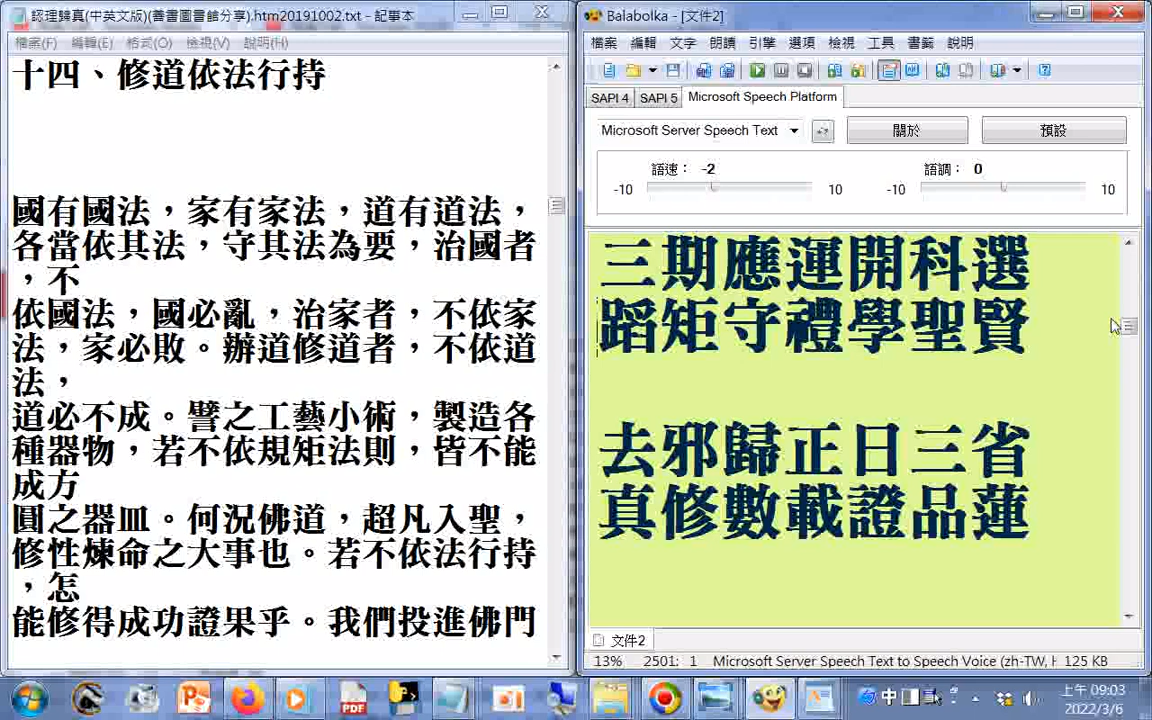 認理歸真(中英文版)(善書圖書館分享).htm20191002.txt - 記事本
檔案(F) 編輯(E) 格式(O) 檢視(V) 說明(H)
十四、修道依法行持
國有國法，家有家法，道有道法，
各當依其法，守其法為要，治國者
，不
依國法，國必亂，治家者，不依家
法，家必敗。辦道修道者，不依道
法，
道必不成。譬之工藝小術，製造各
種器物，若不依規矩法則，皆不能
成方
圓之器皿。何況佛道，超凡入聖，
修性煉命之大事也。若不依法行持
，怎
能修得成功證果乎。我們投進佛門
Balabolka - [文件2]
檔案 編輯 文字 朗讀 引擎 選項 檢視 工具 書籤 說明
SAPI 4 SAPI 5 Microsoft Speech Platform
Microsoft Server Speech Text 關於 預設
語速： -2 語調： 0
-10 10 -10 10
三期應運開科選
蹈矩守禮學聖賢
去邪歸正日三省
真修數載證品蓮
文件2
13% 2501: 1 Microsoft Server Speech Text to Speech Voice (zh-TW, H 125 KB
中
上午 09:03
2022/3/6